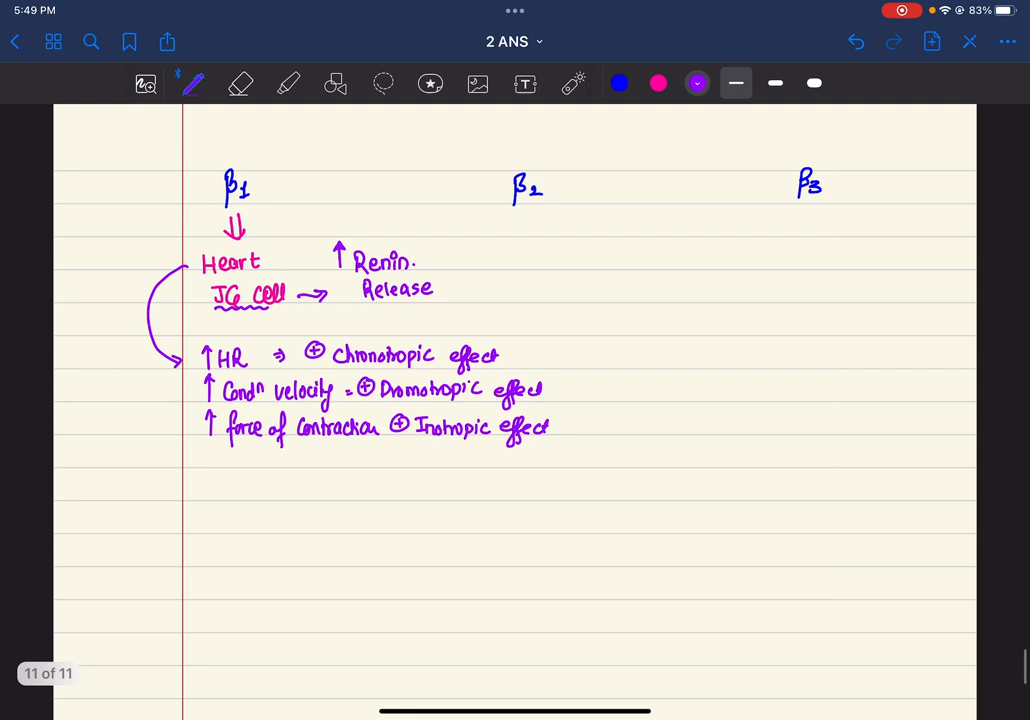 5:49 PM
83%
2 ANS
β1 β2 β3
Heart ↑ Renin.
JG cell → Release
↑ HR ⇒ ⊕ Chronotropic effect
↑ Condⁿ velocity = ⊕ Dromotropic effect
↑ force of Contraction ⊕ Inotropic effect
11 of 11